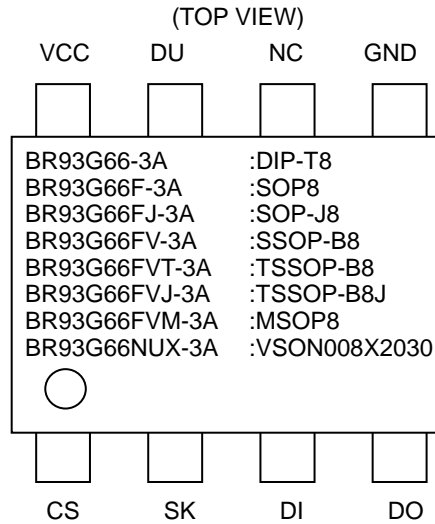 (TOP VIEW)
VCC DU NC GND
BR93G66-3A :DIP-T8
BR93G66F-3A :SOP8
BR93G66FJ-3A :SOP-J8
BR93G66FV-3A :SSOP-B8
BR93G66FVT-3A :TSSOP-B8
BR93G66FVJ-3A :TSSOP-B8J
BR93G66FVM-3A :MSOP8
BR93G66NUX-3A :VSON008X2030
CS SK DI DO